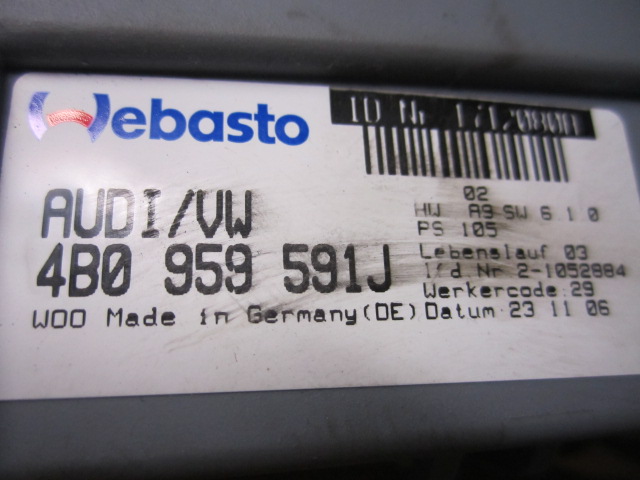 Webasto
ID Nr
AUDI/VW
4B0 959 591J
W00 Made in Germany(DE)
02
HW A9 SW 6 1 0
PS 105
Lebenslauf 03
lfd.Nr 2-1052884
Werkercode:29
Datum:23 11 06